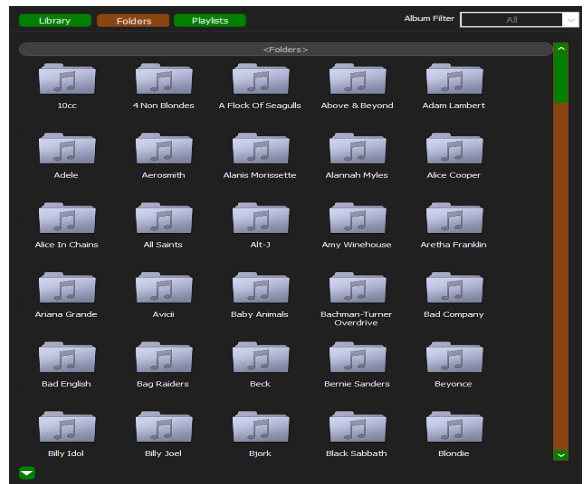 Library Folders Playlists Album Filter All
<Folders>
10cc 4 Non Blondes A Flock Of Seagulls Above & Beyond Adam Lambert
Adele Aerosmith Alanis Morissette Alannah Myles Alice Cooper
Alice In Chains All Saints Alt-J Amy Winehouse Aretha Franklin
Ariana Grande Avicii Baby Animals Bachman-Turner Overdrive Bad Company
Bad English Bag Raiders Beck Bernie Sanders Beyonce
Billy Idol Billy Joel Bjork Black Sabbath Blondie